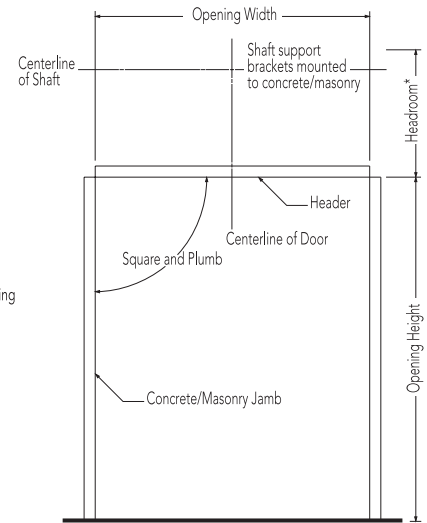 Opening Width
Centerline
of Shaft
Shaft support
brackets mounted
to concrete/masonry
Headroom*
Header
Centerline of Door
Square and Plumb
Opening Height
Concrete/Masonry Jamb